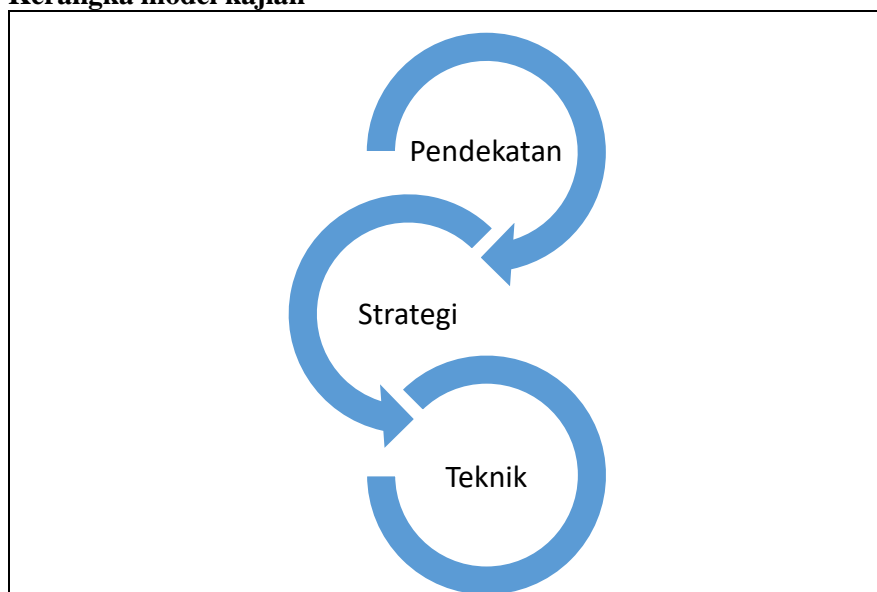 Kerangka model kajian
Pendekatan
Strategi
Teknik